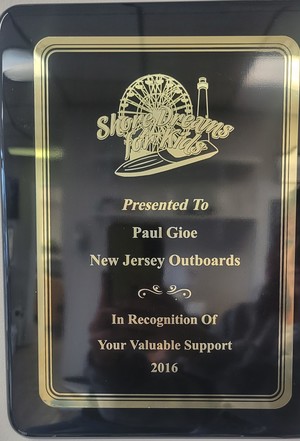 Shore Dreams
for Kids
Presented To
Paul Gioe
New Jersey Outboards
In Recognition Of
Your Valuable Support
2016